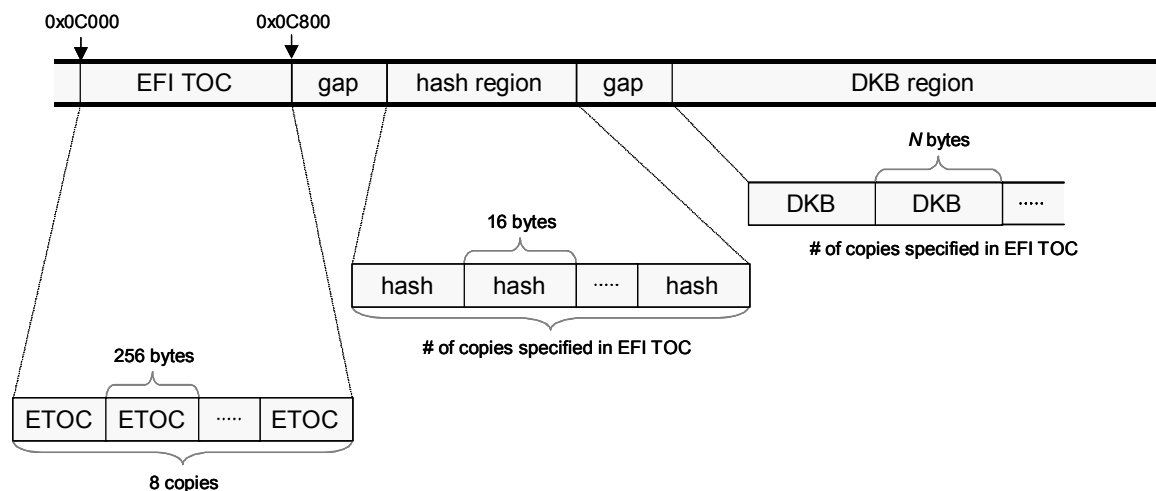 0x0C000 0x0C800
EFI TOC gap hash region gap DKB region
N bytes
DKB DKB .....
# of copies specified in EFI TOC
16 bytes
hash hash ..... hash
# of copies specified in EFI TOC
256 bytes
ETOC ETOC ..... ETOC
8 copies